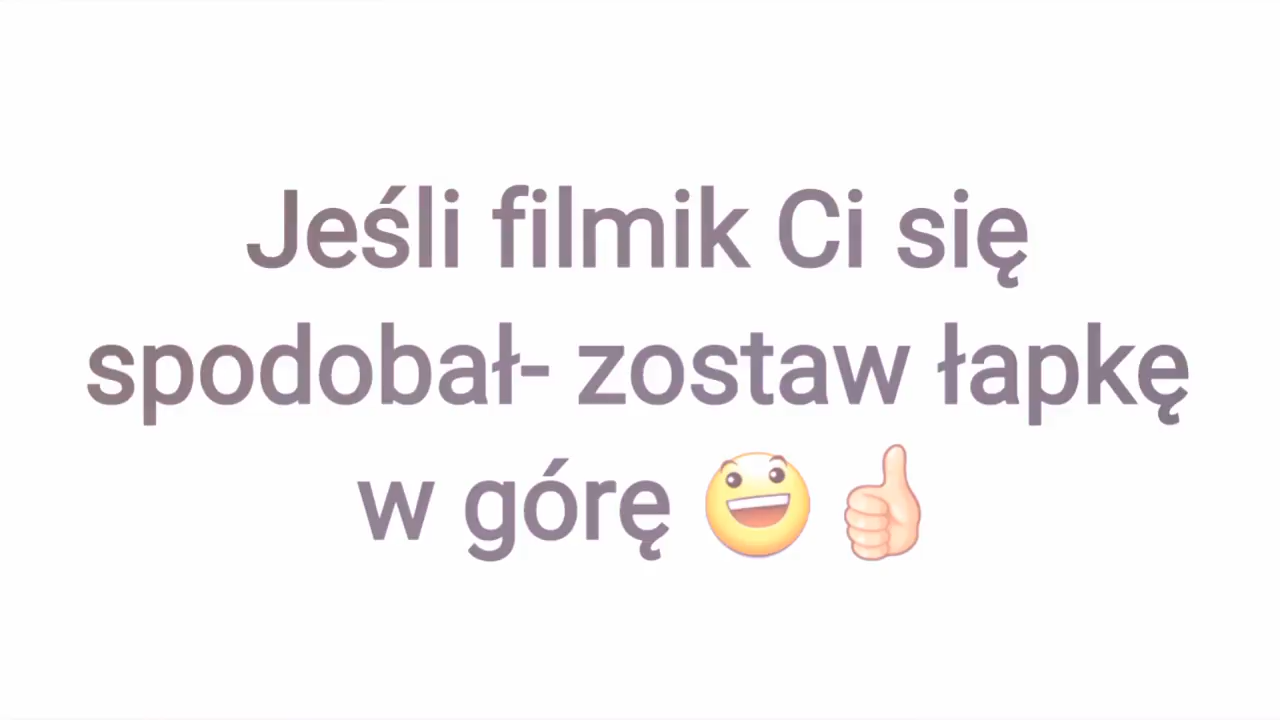 Jeśli filmik Ci się
spodobał- zostaw łapkę
w górę 😃👍